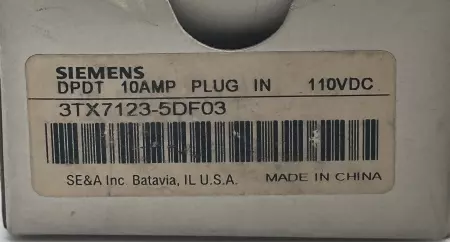 SIEMENS
DPDT 10AMP PLUG IN 110VDC
3TX7123-5DF03
SE&A Inc Batavia, IL U.S.A. MADE IN CHINA